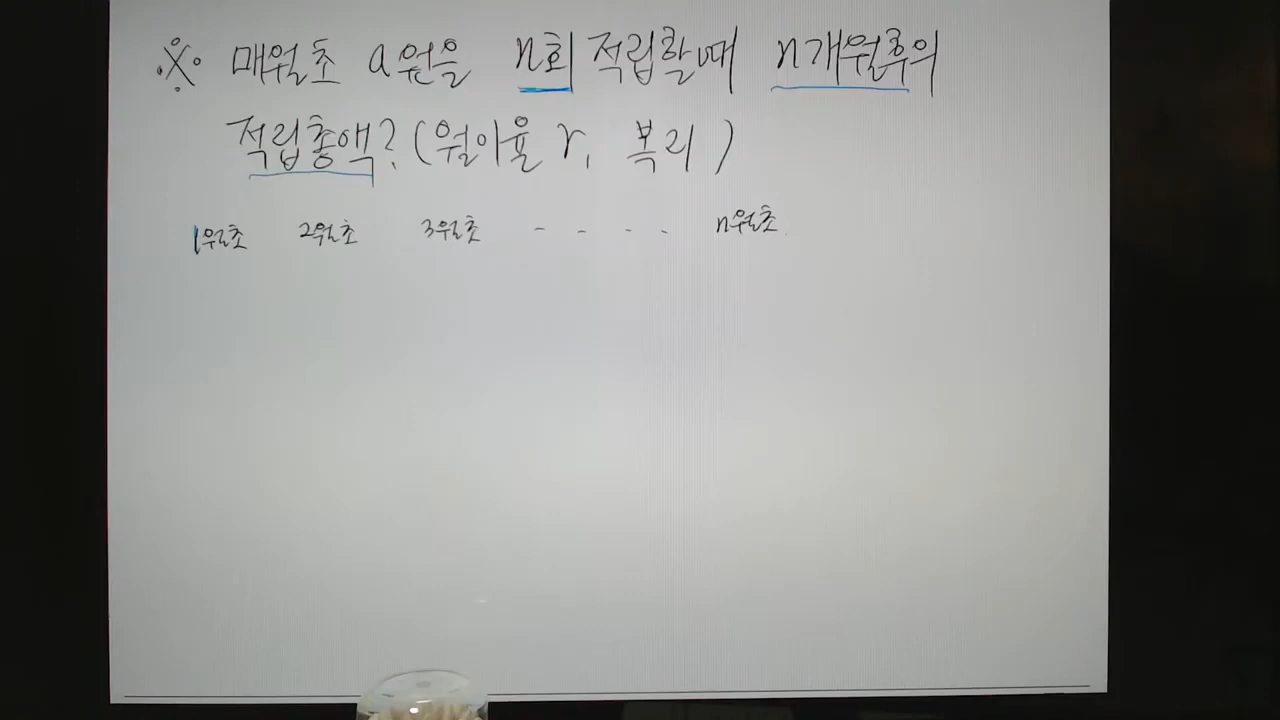 ※ 매월초 a원을 n회 적립할때 n개월후의
적립총액? (월이율 r, 복리)
1월초 2월초 3월초 - - - - n월초